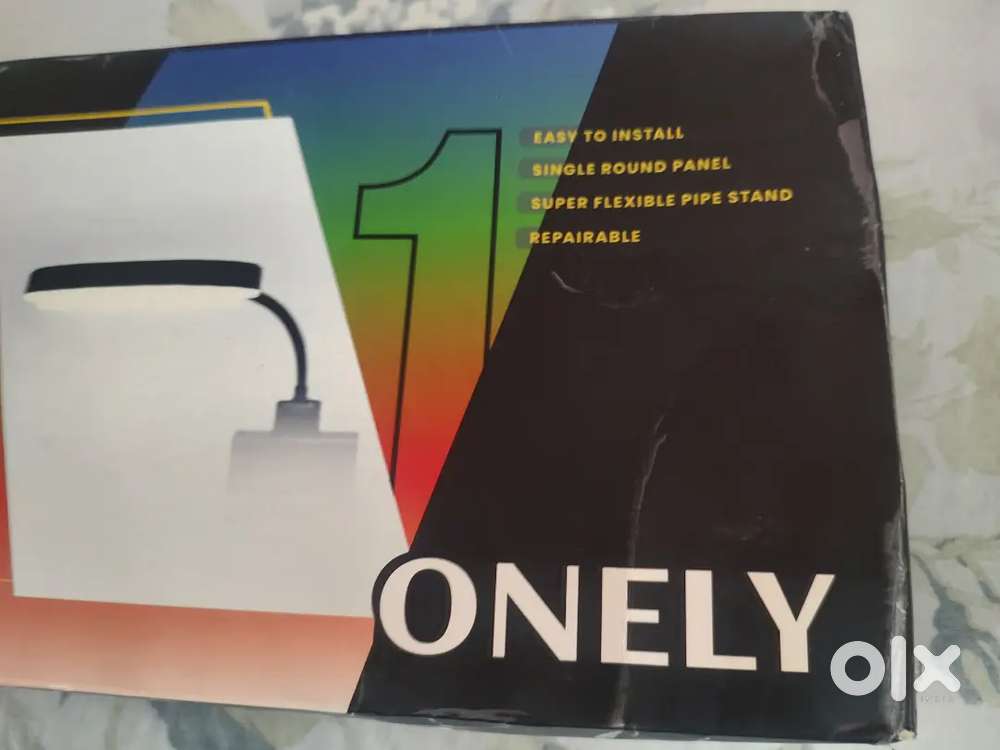 1
EASY TO INSTALL
SINGLE ROUND PANEL
SUPER FLEXIBLE PIPE STAND
REPAIRABLE
ONELY
olx